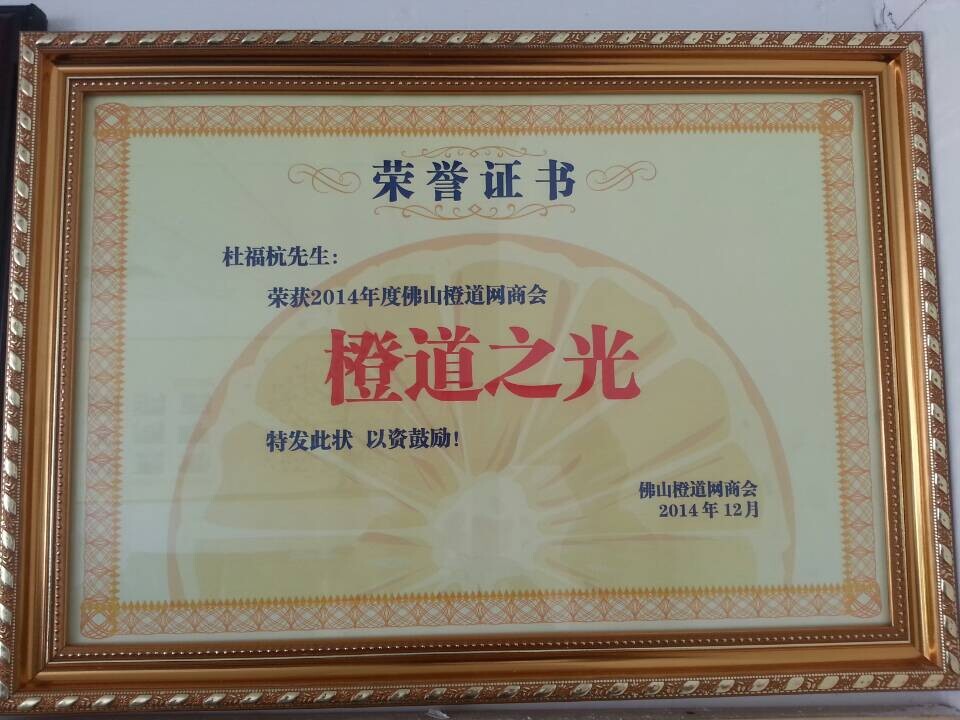 荣誉证书
杜福杭先生：
荣获2014年度佛山橙道网商会
橙道之光
特发此状 以资鼓励！
佛山橙道网商会
2014年12月